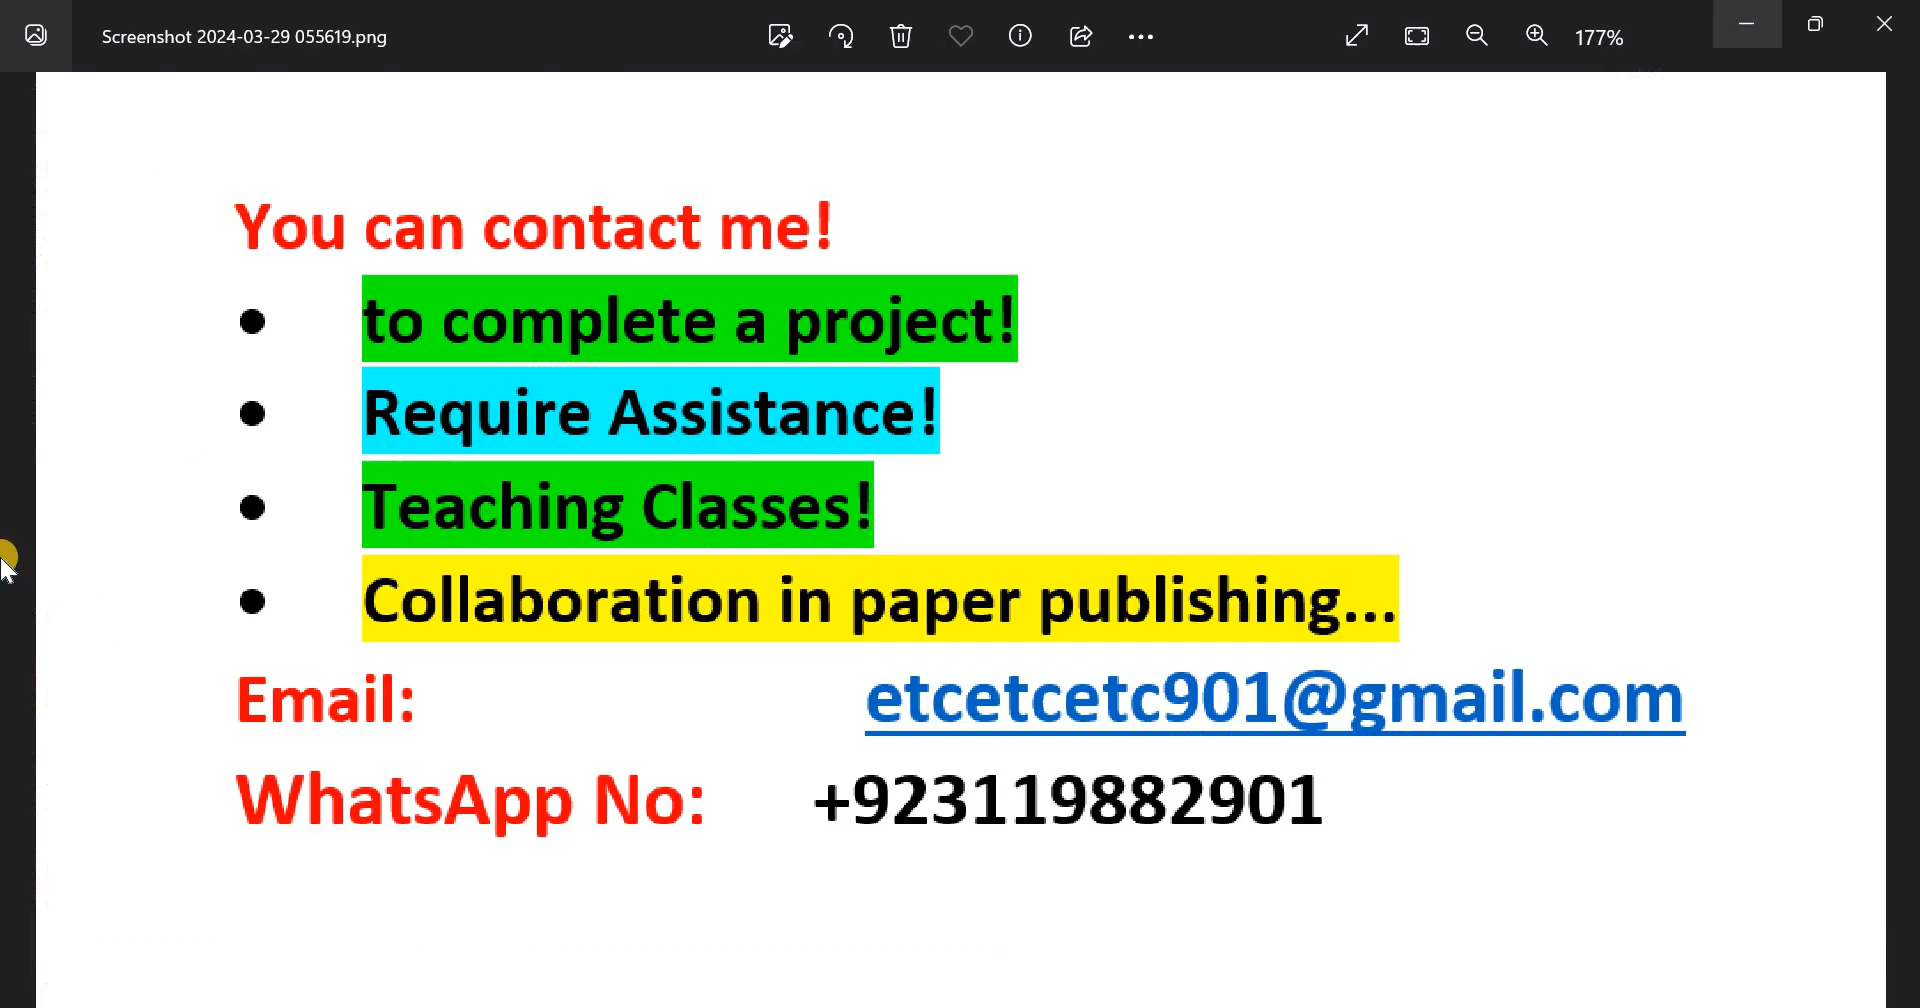 Screenshot 2024-03-29 055619.png
177%
You can contact me!
• to complete a project!
• Require Assistance!
• Teaching Classes!
• Collaboration in paper publishing...
Email: etcetcetc901@gmail.com
WhatsApp No: +923119882901